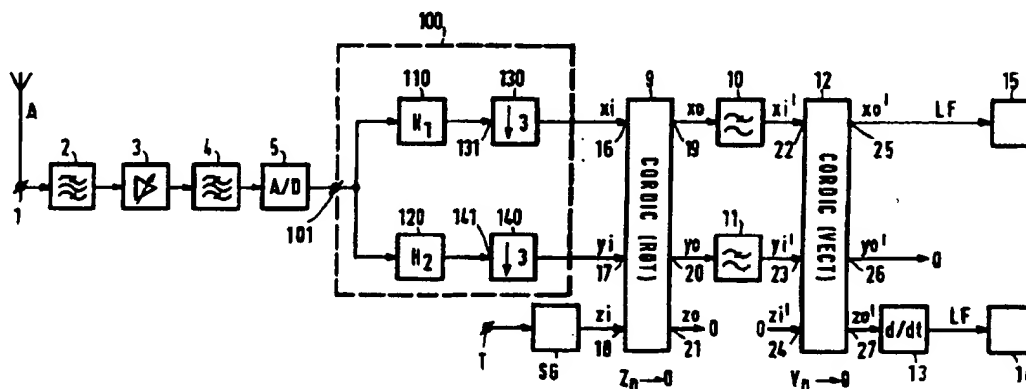 100
A
1
2
3
4
5
A/D
101
110
H1
131
130
↓3
120
H2
141
140
↓3
xi
16
yi
17
zi
18
T
SG
9
CORDIC (ROT)
xo
19
yo
20
zo
21
0
Zn→0
10
11
xi'
22
yi'
23
0
zi'
24
12
CORDIC (VECT)
xo'
25
LF
15
yo'
26
0
zo'
27
d/dt
13
LF
Yn→0